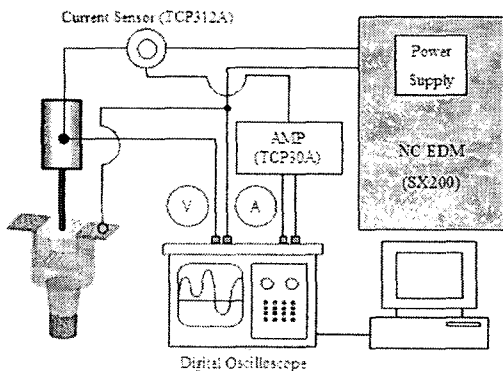 Current Sensor (TCP312A)
Power
Supply
AMP
(TCP30A)
NC EDM
(SX200)
V
A
Digital Oscilloscope